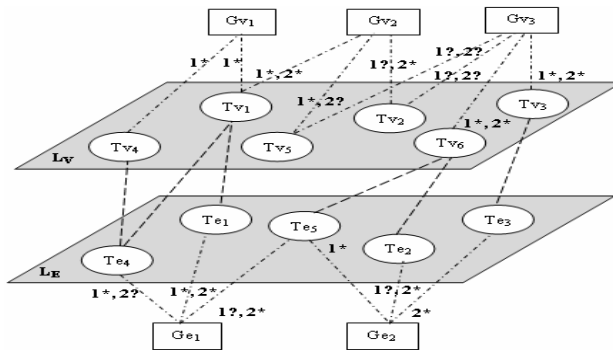 Gv1 Gv2 Gv3
1* 1* 1*,2* 1?,2* 1?,2? 1?,2? 1*,2*
1*,2?
Tv1 Tv2 Tv3
Tv4 Tv5 Tv6 1*,2*
LV
Te1 Te5 Te3
Te4 1* Te2
LE
1*,2? 1*,2* 1?,2* 1?,2* 2*
Ge1 Ge2